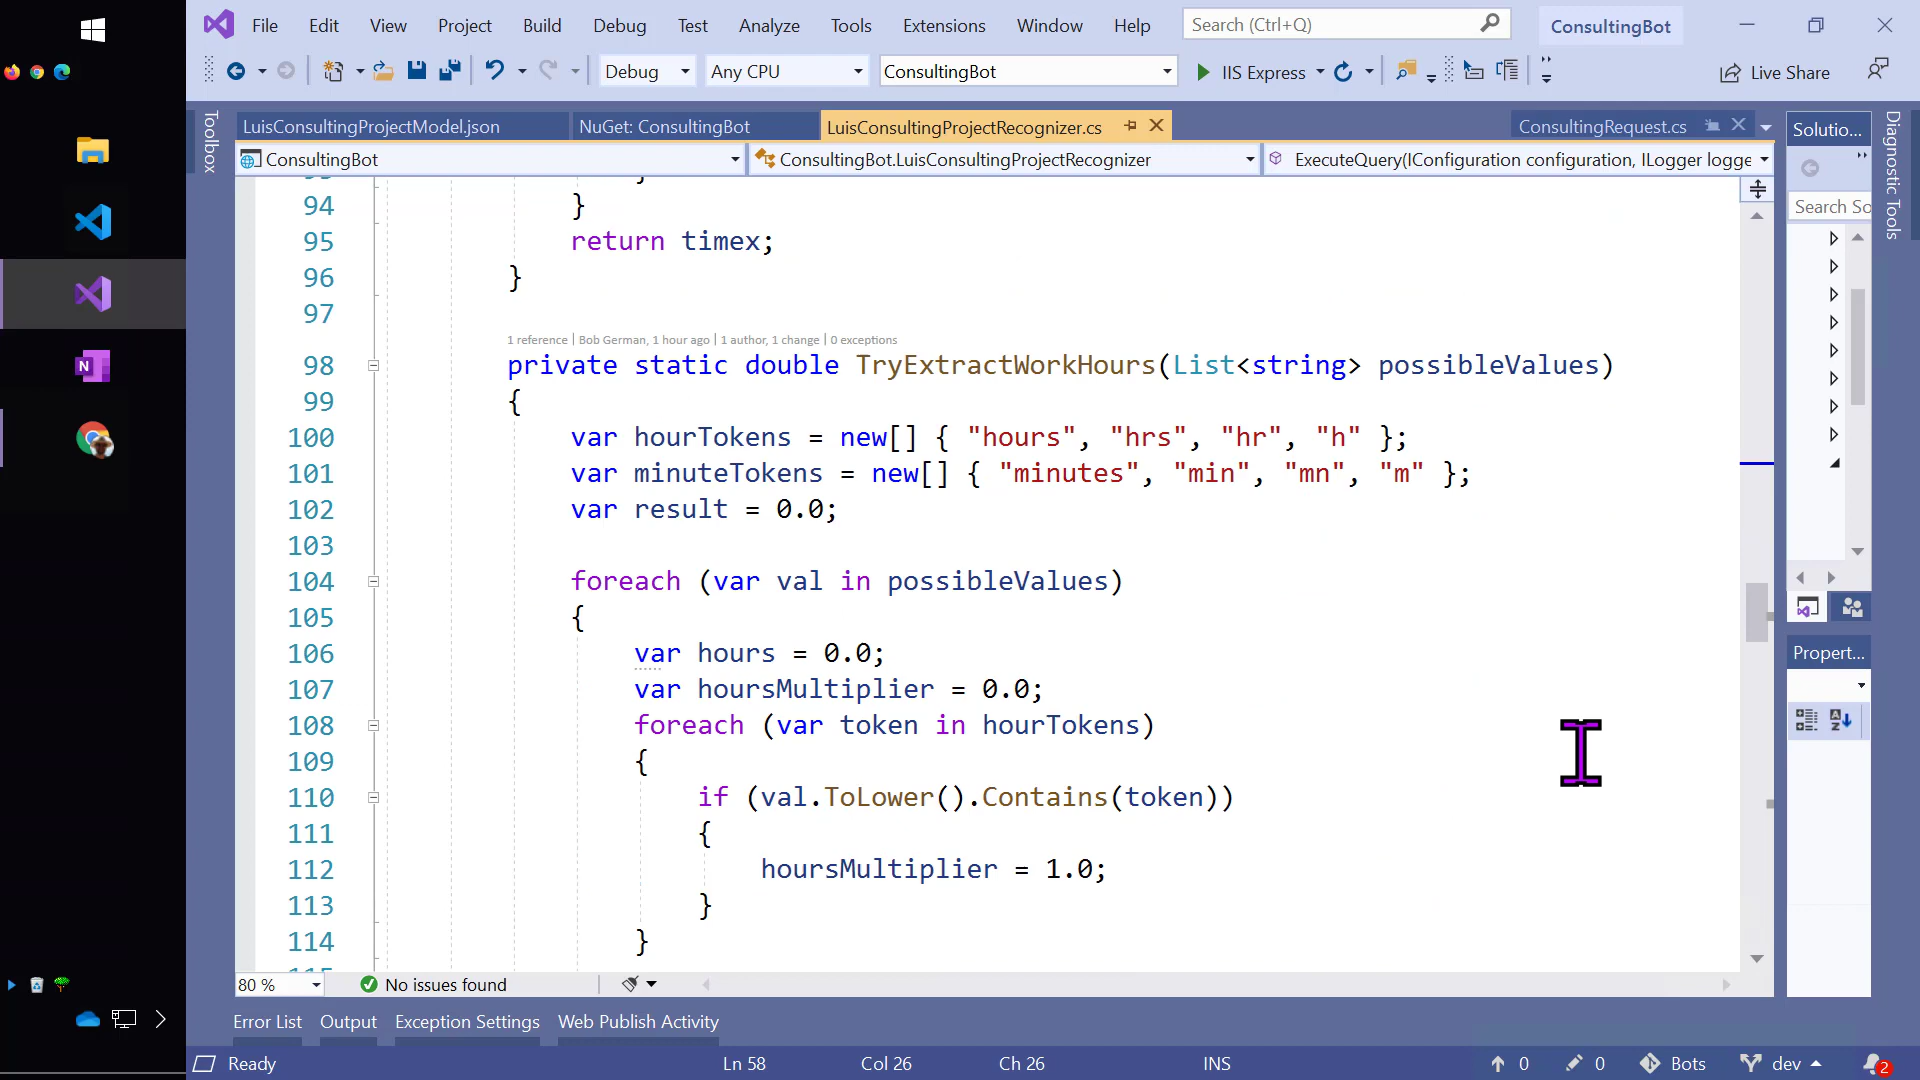 File Edit View Project Build Debug Test Analyze Tools Extensions Window Help Search (Ctrl+Q) ConsultingBot
Debug Any CPU ConsultingBot IIS Express Live Share
Toolbox
LuisConsultingProjectModel.json NuGet: ConsultingBot LuisConsultingProjectRecognizer.cs ConsultingRequest.cs
ConsultingBot ConsultingBot.LuisConsultingProjectRecognizer ExecuteQuery(IConfiguration configuration, ILogger logge
Solutio...
Search So
Diagnostic Tools
94 }
95 return timex;
96 }
97
1 reference | Bob German, 1 hour ago | 1 author, 1 change | 0 exceptions
98 private static double TryExtractWorkHours(List<string> possibleValues)
99 {
100 var hourTokens = new[] { "hours", "hrs", "hr", "h" };
101 var minuteTokens = new[] { "minutes", "min", "mn", "m" };
102 var result = 0.0;
103
104 foreach (var val in possibleValues)
105 {
106 var hours = 0.0;
107 var hoursMultiplier = 0.0;
108 foreach (var token in hourTokens)
109 {
110 if (val.ToLower().Contains(token))
111 {
112 hoursMultiplier = 1.0;
113 }
114 }
Propert...
80 % No issues found
Error List Output Exception Settings Web Publish Activity
Ready Ln 58 Col 26 Ch 26 INS 0 0 Bots dev 2